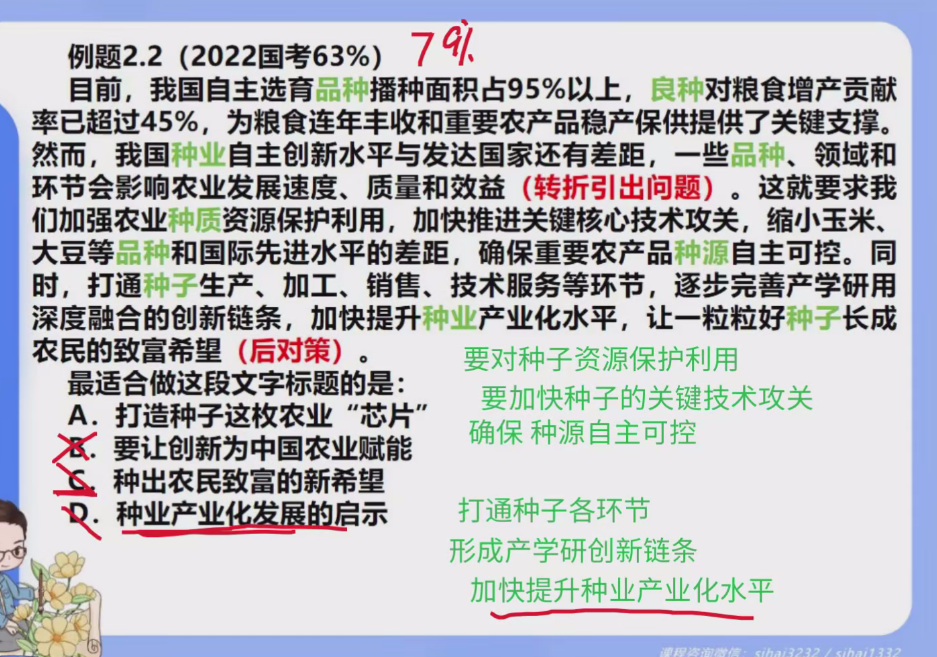 例题2.2（2022国考63%） 79%
目前，我国自主选育品种播种面积占95%以上，良种对粮食增产贡献
率已超过45%，为粮食连年丰收和重要农产品稳产保供提供了关键支撑。
然而，我国种业自主创新水平与发达国家还有差距，一些品种、领域和
环节会影响农业发展速度、质量和效益（转折引出问题）。这就要求我
们加强农业种质资源保护利用，加快推进关键核心技术攻关，缩小玉米、
大豆等品种和国际先进水平的差距，确保重要农产品种源自主可控。同
时，打通种子生产、加工、销售、技术服务等环节，逐步完善产学研用
深度融合的创新链条，加快提升种业产业化水平，让一粒粒好种子长成
农民的致富希望（后对策）。
最适合做这段文字标题的是：
A．打造种子这枚农业“芯片”
B．要让创新为中国农业赋能
C．种出农民致富的新希望
D．种业产业化发展的启示
要对种子资源保护利用
要加快种子的关键技术攻关
确保 种源自主可控
打通种子各环节
形成产学研创新链条
加快提升种业产业化水平
课程咨询微信：sihai3232 / sihai1332